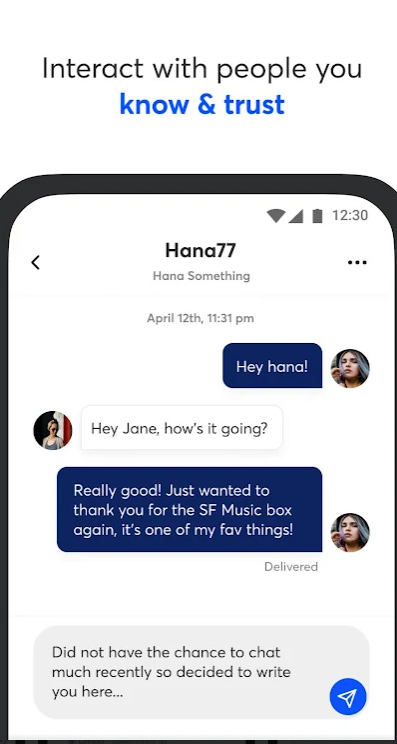 Interact with people you
know & trust
12:30
Hana77
Hana Something
April 12th, 11:31 pm
Hey hana!
Hey Jane, how's it going?
Really good! Just wanted to
thank you for the SF Music box
again, it's one of my fav things!
Delivered
Did not have the chance to chat
much recently so decided to write
you here...